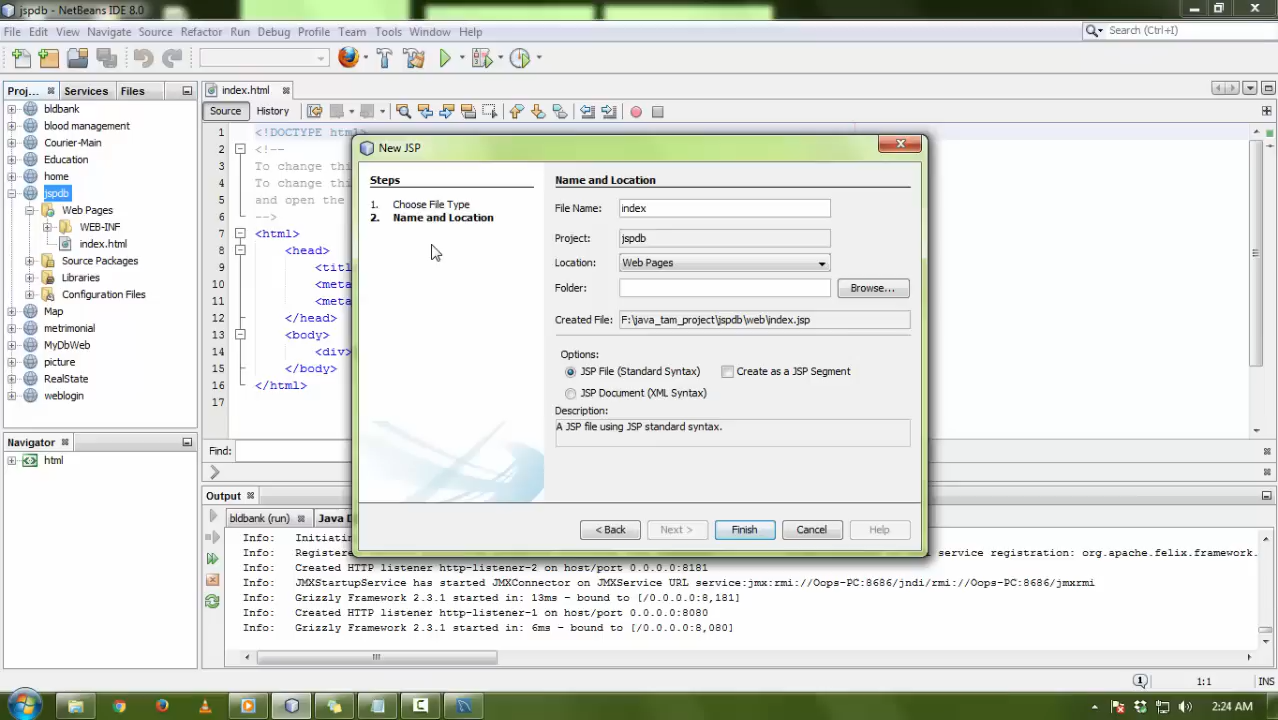 jspdb - NetBeans IDE 8.0
File Edit View Navigate Source Refactor Run Debug Profile Team Tools Window Help
Search (Ctrl+I)
Proj... Services Files
index.html
Source History
bldbank
blood management
Courier-Main
Education
home
jspdb
Web Pages
WEB-INF
index.html
Source Packages
Libraries
Configuration Files
Map
metrimonial
MyDbWeb
picture
RealState
weblogin
1 <!DOCTYPE html>
2 <!--
3 To change thi
4 To change thi
5 and open the
6 -->
7 <html>
8 <head>
9 <titl
10 <meta
11 <meta
12 </head>
13 <body>
14 <div>
15 </body>
16 </html>
17
New JSP
Steps
1. Choose File Type
2. Name and Location
Name and Location
File Name: index
Project: jspdb
Location: Web Pages
Folder: Browse...
Created File: F:\java_tam_project\jspdb\web\index.jsp
Options:
JSP File (Standard Syntax) Create as a JSP Segment
JSP Document (XML Syntax)
Description:
A JSP file using JSP standard syntax.
< Back Next > Finish Cancel Help
Navigator
html
Find:
Output
bldbank (run) Java D
Info: Initiatin
Info: Registere service registration: org.apache.felix.framework.
Info: Created HTTP listener http-listener-2 on host/port 0.0.0.0:8181
Info: JMXStartupService has started JMXConnector on JMXService URL service:jmx:rmi://Oops-PC:8686/jndi/rmi://Oops-PC:8686/jmxrmi
Info: Grizzly Framework 2.3.1 started in: 13ms - bound to [/0.0.0.0:8,181]
Info: Created HTTP listener http-listener-1 on host/port 0.0.0.0:8080
Info: Grizzly Framework 2.3.1 started in: 6ms - bound to [/0.0.0.0:8,080]
1:1 INS
2:24 AM